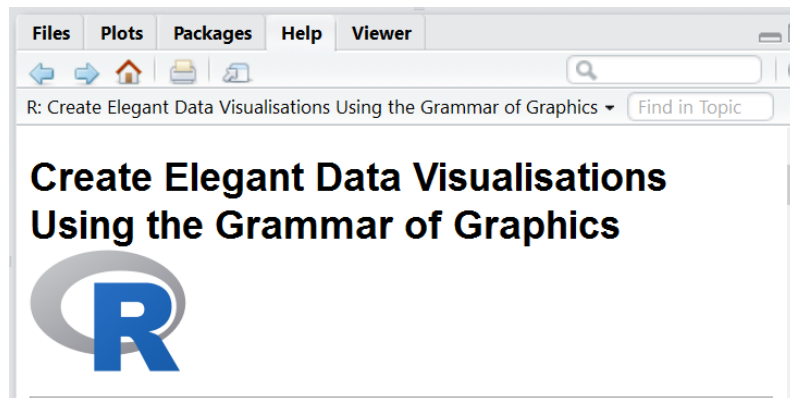 Files Plots Packages Help Viewer
R: Create Elegant Data Visualisations Using the Grammar of Graphics Find in Topic
Create Elegant Data Visualisations
Using the Grammar of Graphics
R